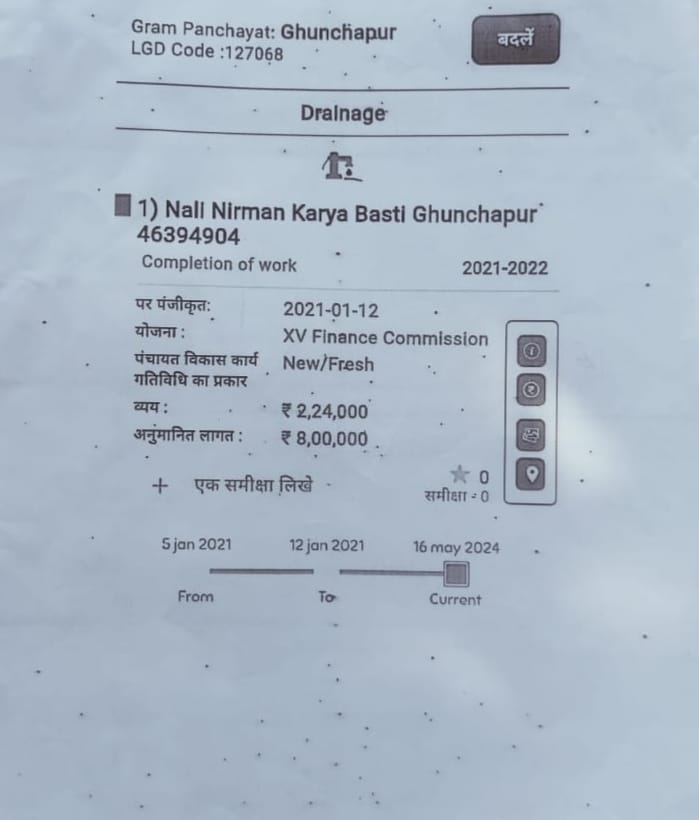 Gram Panchayat: Ghunchapur
LGD Code :127068
बदलें
Drainage
1) Nali Nirman Karya Basti Ghunchapur
46394904
Completion of work 2021-2022
पर पंजीकृत: 2021-01-12
योजना : XV Finance Commission
पंचायत विकास कार्य New/Fresh
गतिविधि का प्रकार
व्यय : ₹ 2,24,000
अनुमानित लागत : ₹ 8,00,000
+ एक समीक्षा लिखे
★ 0
समीक्षा - 0
5 jan 2021 12 jan 2021 16 may 2024
From To Current